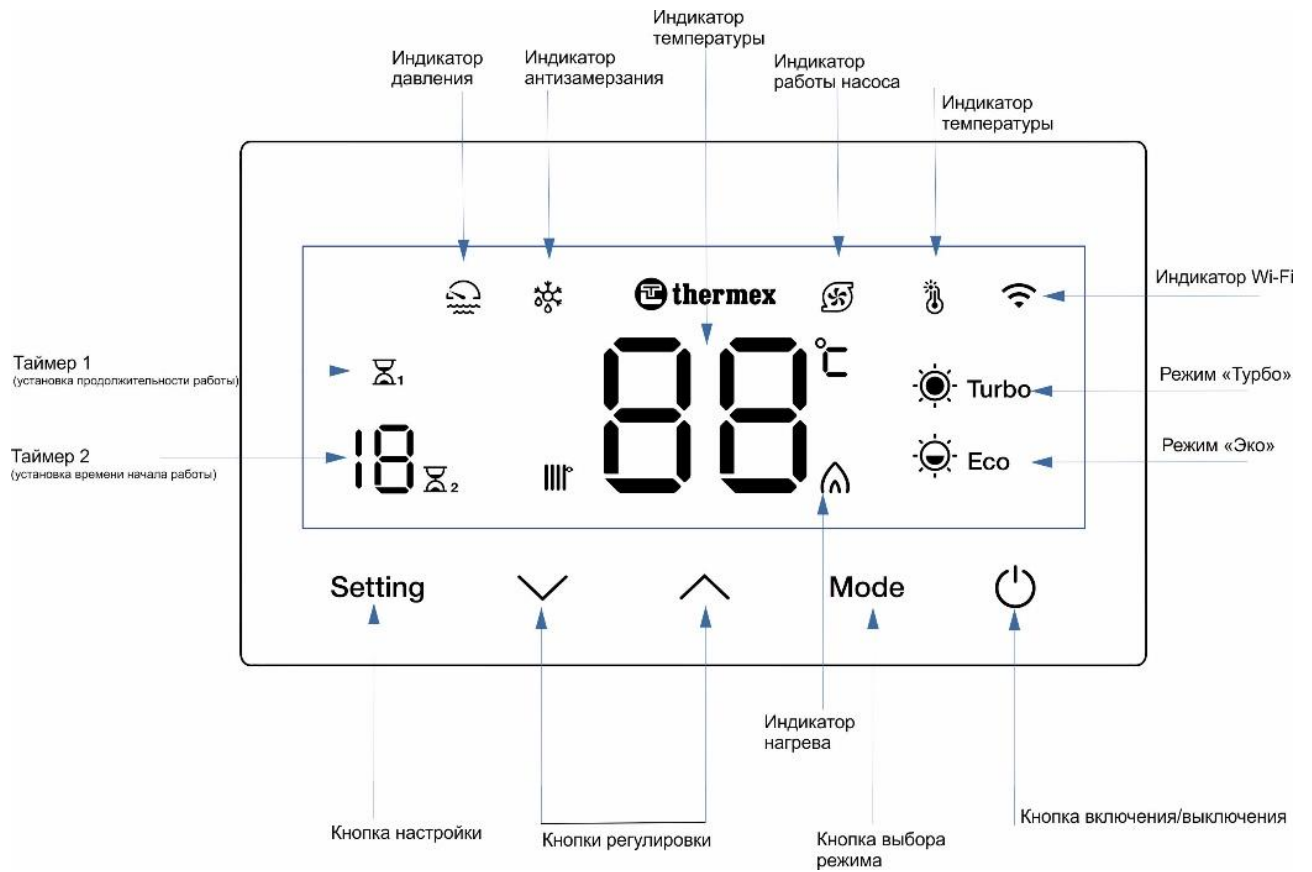 Индикатор
температуры
Индикатор
давления
Индикатор
антизамерзания
Индикатор
работы насоса
Индикатор
температуры
thermex
Индикатор Wi-Fi
Таймер 1
(установка продолжительности работы)
1
88 °C
Turbo
Режим «Турбо»
Таймер 2
(установка времени начала работы)
18
2
Eco
Режим «Эко»
Setting
Mode
Индикатор
нагрева
Кнопка настройки
Кнопки регулировки
Кнопка выбора
режима
Кнопка включения/выключения